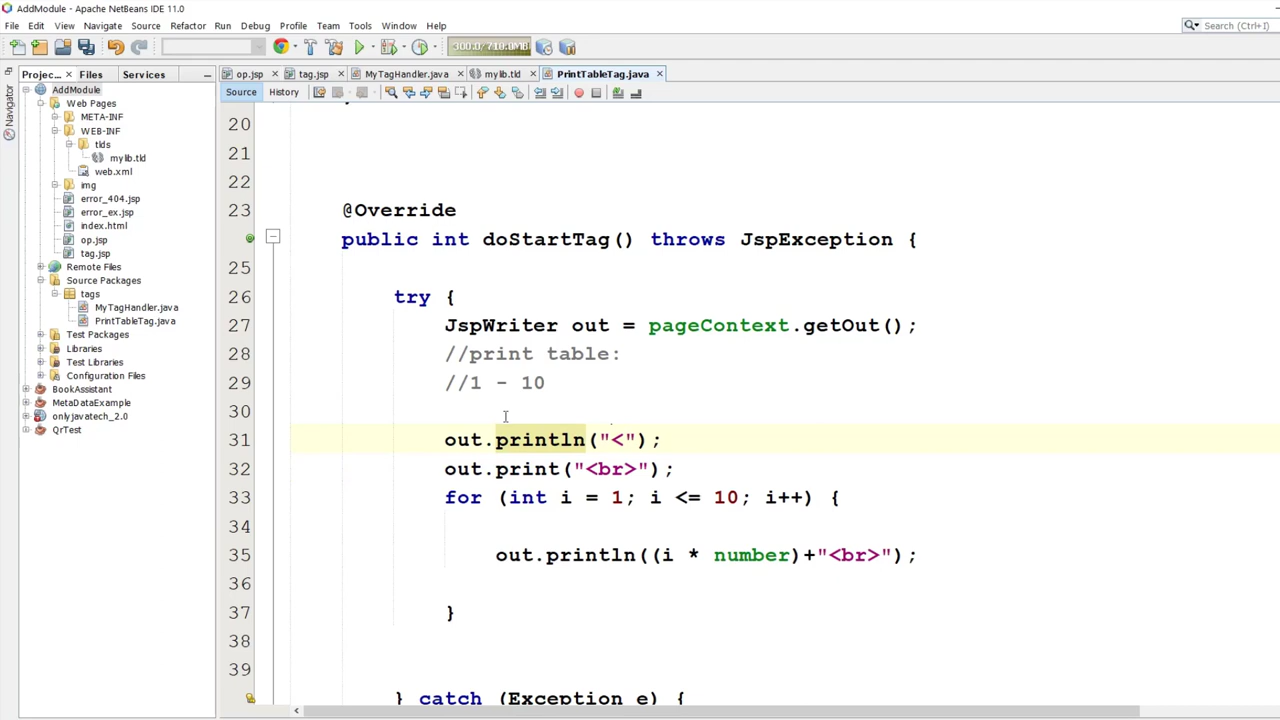 AddModule - Apache NetBeans IDE 11.0
File Edit View Navigate Source Refactor Run Debug Profile Team Tools Window Help
Search (Ctrl+I)
300.0/710.0MB
Projec... × Files Services
op.jsp × tag.jsp × MyTagHandler.java × mylib.tld × PrintTableTag.java ×
Source History
Navigator
AddModule
Web Pages
META-INF
WEB-INF
tlds
mylib.tld
web.xml
img
error_404.jsp
error_ex.jsp
index.html
op.jsp
tag.jsp
Remote Files
Source Packages
tags
MyTagHandler.java
PrintTableTag.java
Test Packages
Libraries
Test Libraries
Configuration Files
BookAssistant
MetaDataExample
onlyjavatech_2.0
QrTest
20
21
22
23 @Override
public int doStartTag() throws JspException {
25
26 try {
27 JspWriter out = pageContext.getOut();
28 //print table:
29 //1 - 10
30
31 out.println("<");
32 out.print("<br>");
33 for (int i = 1; i <= 10; i++) {
34
35 out.println((i * number)+"<br>");
36
37 }
38
39
} catch (Exception e) {